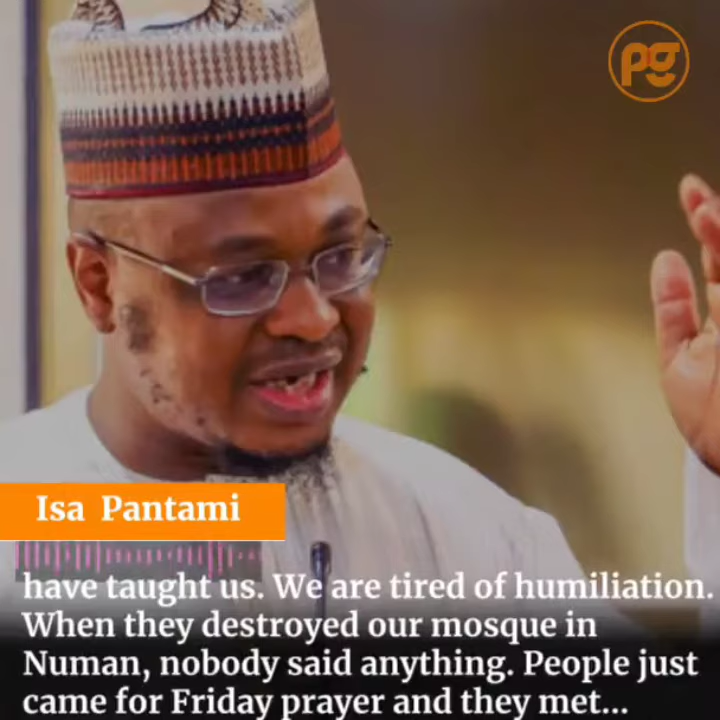 pg
Isa Pantami
have taught us. We are tired of humiliation.
When they destroyed our mosque in
Numan, nobody said anything. People just
came for Friday prayer and they met...